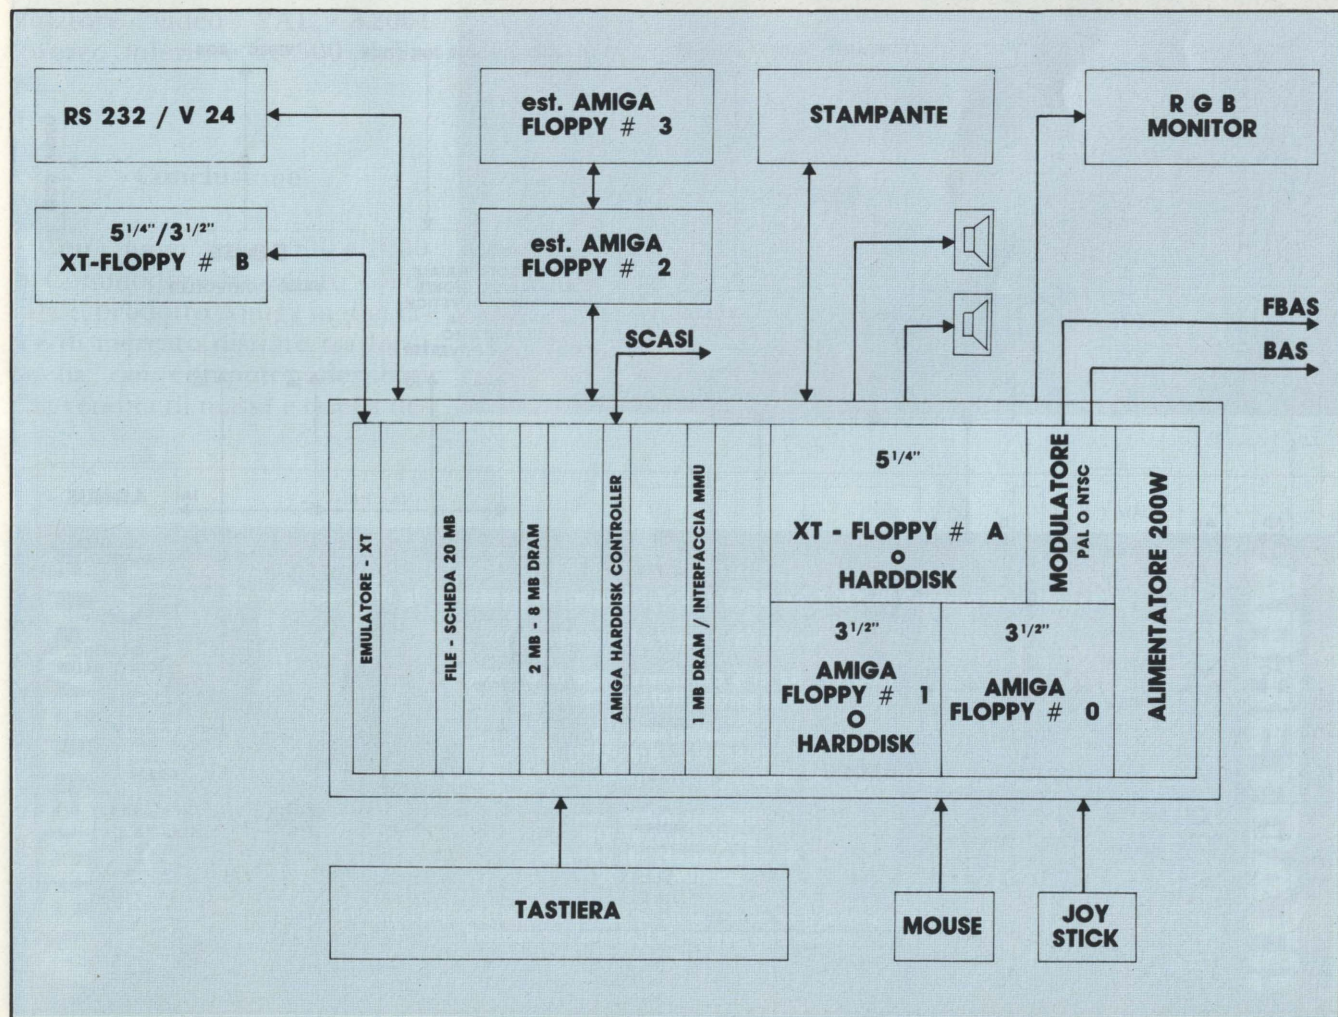 RS 232 / V 24
est. AMIGA
FLOPPY # 3
STAMPANTE
R G B
MONITOR
5 1/4"/3 1/2"
XT-FLOPPY # B
est. AMIGA
FLOPPY # 2
SCASI
FBAS
BAS
EMULATORE - XT
FILE - SCHEDA 20 MB
2 MB - 8 MB DRAM
AMIGA HARDDISK CONTROLLER
1 MB DRAM / INTERFACCIA MMU
5 1/4"
XT - FLOPPY # A
o
HARDDISK
MODULATORE
PAL O NTSC
ALIMENTATORE 200W
3 1/2"
AMIGA
FLOPPY # 1
O
HARDDISK
3 1/2"
AMIGA
FLOPPY # 0
TASTIERA
MOUSE
JOY
STICK